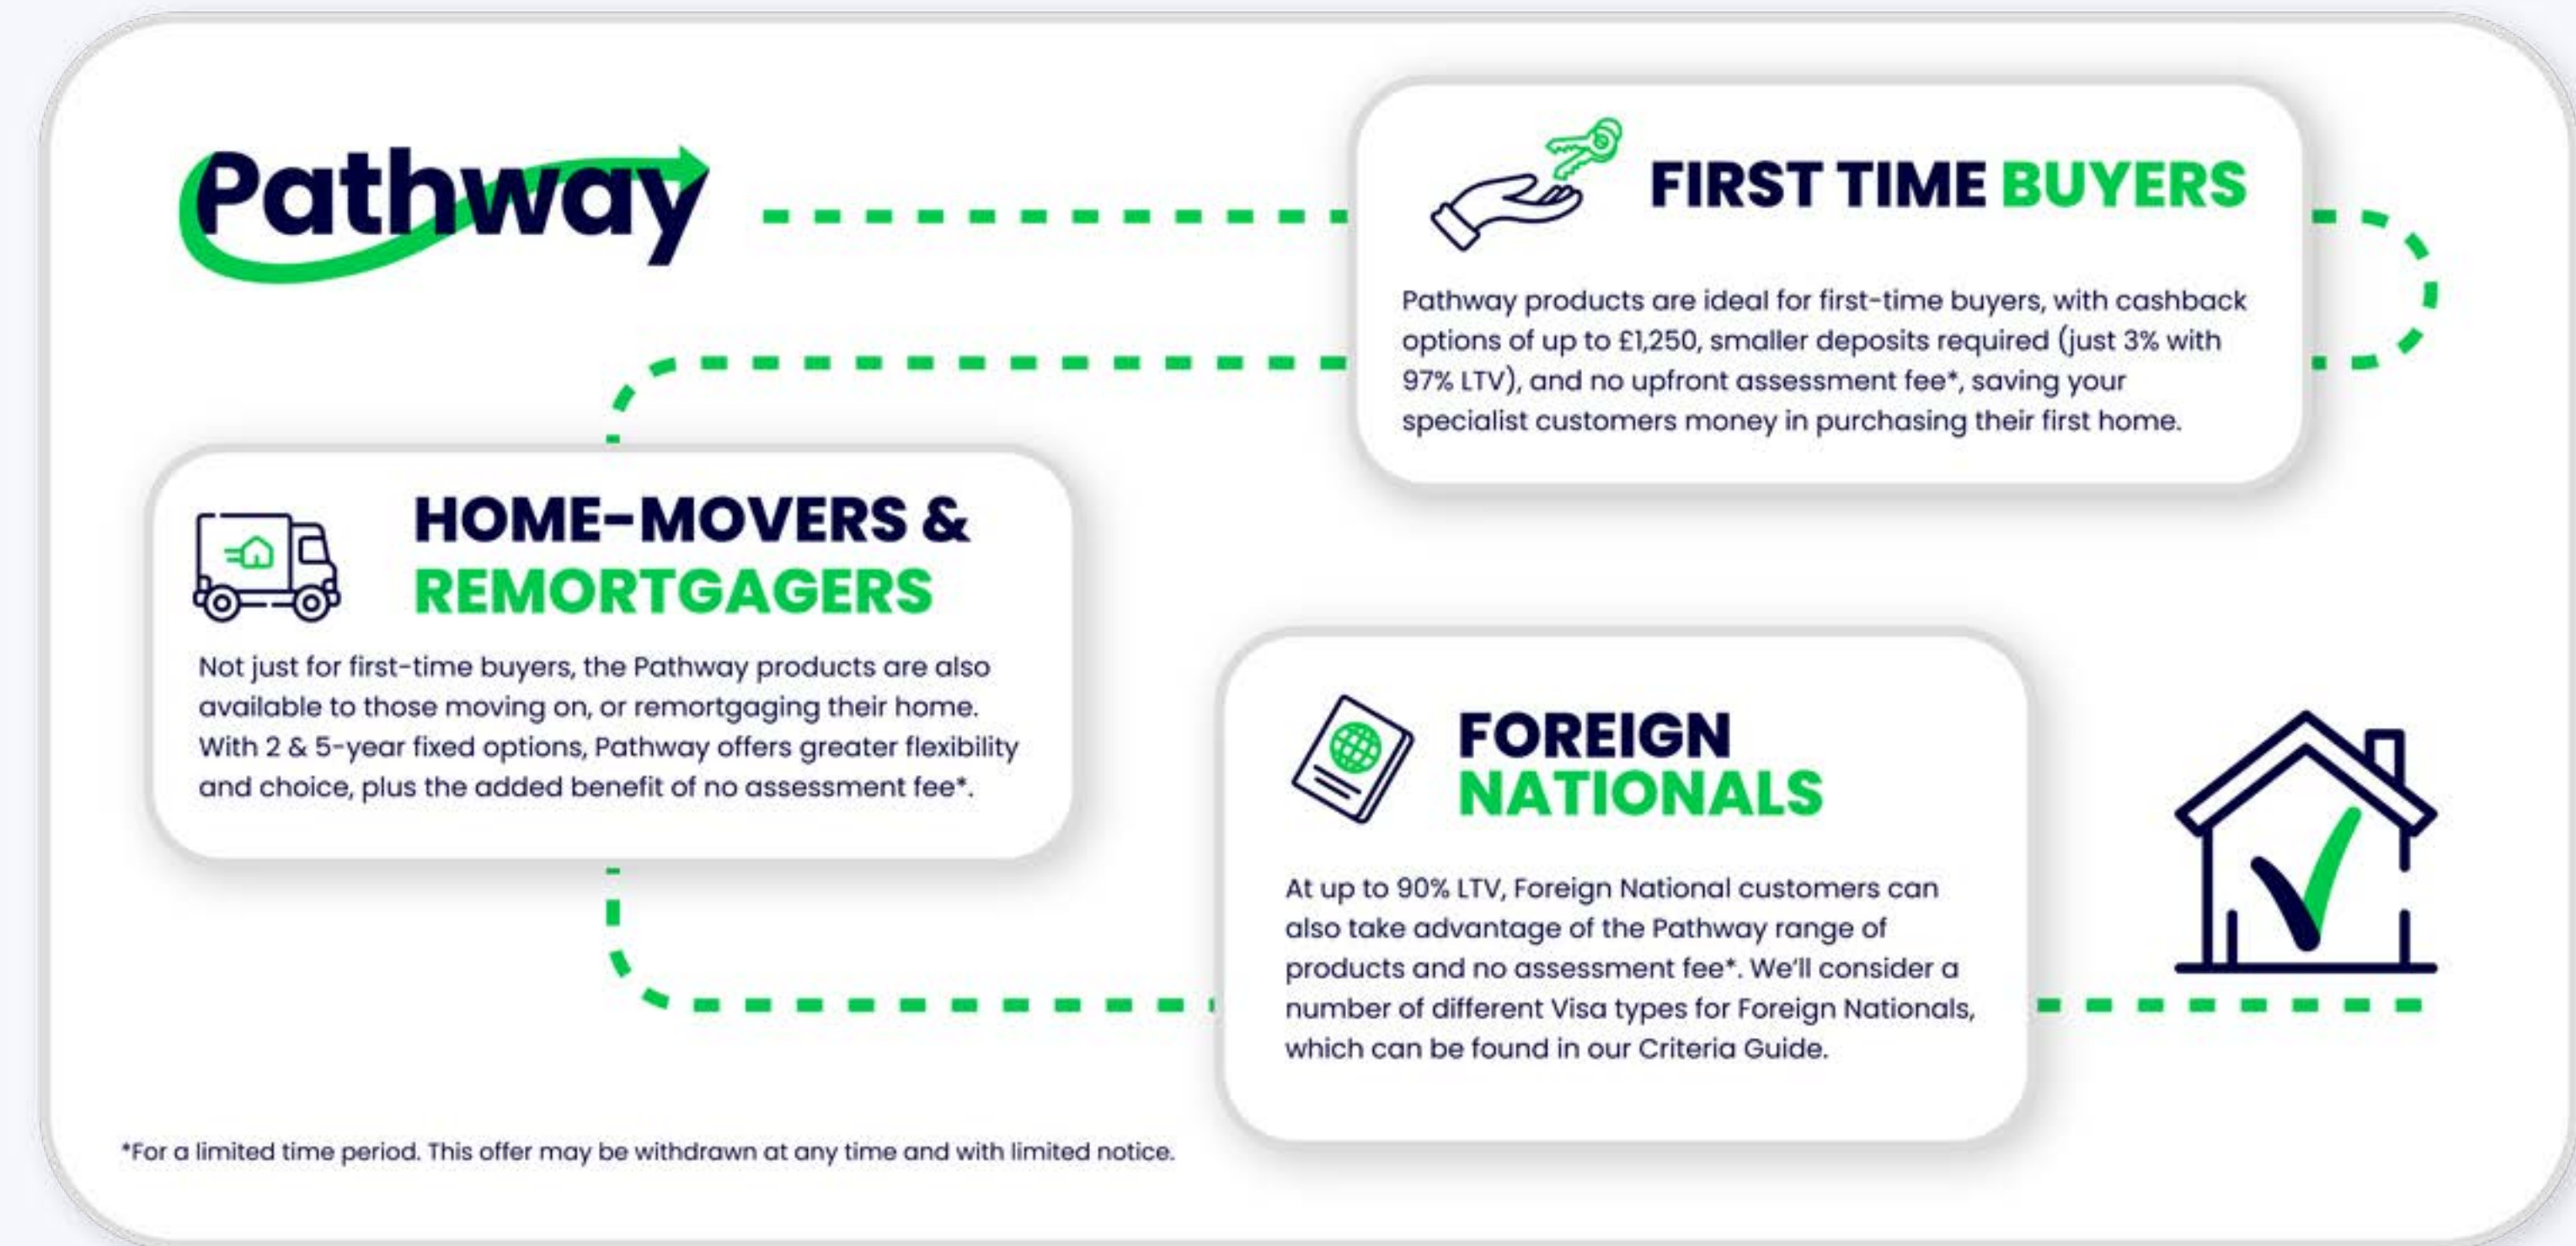 Pathway
FIRST TIME BUYERS
Pathway products are ideal for first-time buyers, with cashback
options of up to £1,250, smaller deposits required (just 3% with
97% LTV), and no upfront assessment fee*, saving your
specialist customers money in purchasing their first home.
HOME-MOVERS &
REMORTGAGERS
Not just for first-time buyers, the Pathway products are also
available to those moving on, or remortgaging their home.
With 2 & 5-year fixed options, Pathway offers greater flexibility
and choice, plus the added benefit of no assessment fee*.
FOREIGN
NATIONALS
At up to 90% LTV, Foreign National customers can
also take advantage of the Pathway range of
products and no assessment fee*. We'll consider a
number of different Visa types for Foreign Nationals,
which can be found in our Criteria Guide.
*For a limited time period. This offer may be withdrawn at any time and with limited notice.